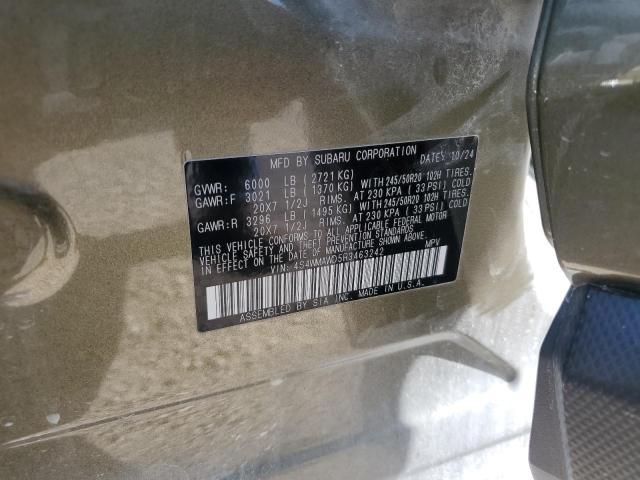 MFD BY SUBARU CORPORATION DATE: 10/24
GVWR: 6000 LB (2721 KG)
GAWR:F 3021 LB (1370 KG) WITH 245/50R20 102H TIRES,
20X7 1/2J RIMS, AT 230 KPA (33 PSI) COLD
GAWR:R 3296 LB (1495 KG) WITH 245/50R20 102H TIRES,
20X7 1/2J RIMS, AT 230 KPA (33 PSI) COLD
THIS VEHICLE CONFORMS TO ALL APPLICABLE FEDERAL MOTOR
VEHICLE SAFETY AND THEFT PREVENTION STANDARDS
IN EFFECT ON THE DATE OF MANUFACTURE SHOWN ABOVE.
VIN: 4S4WMAWD5R3463242 MPV
ASSEMBLED BY SIA INC. MADE IN U.S.A.